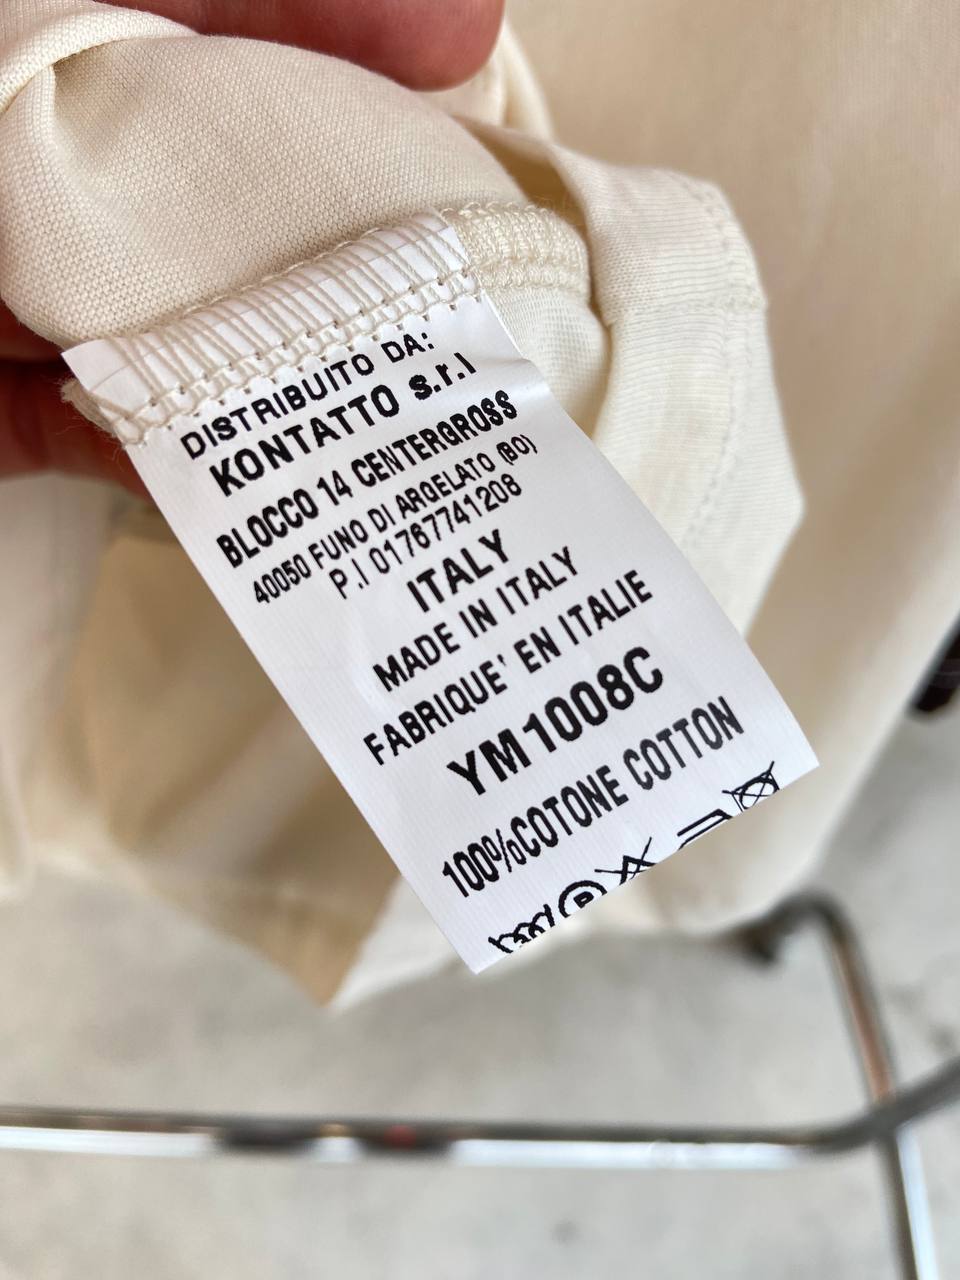 DISTRIBUITO DA:
KONTATTO s.r.l
BLOCCO 14 CENTERGROSS
40050 FUNO DI ARGELATO (BO)
P.I 01767741208
ITALY
MADE IN ITALY
FABRIQUE' EN ITALIE
YM1008C
100%COTONE COTTON